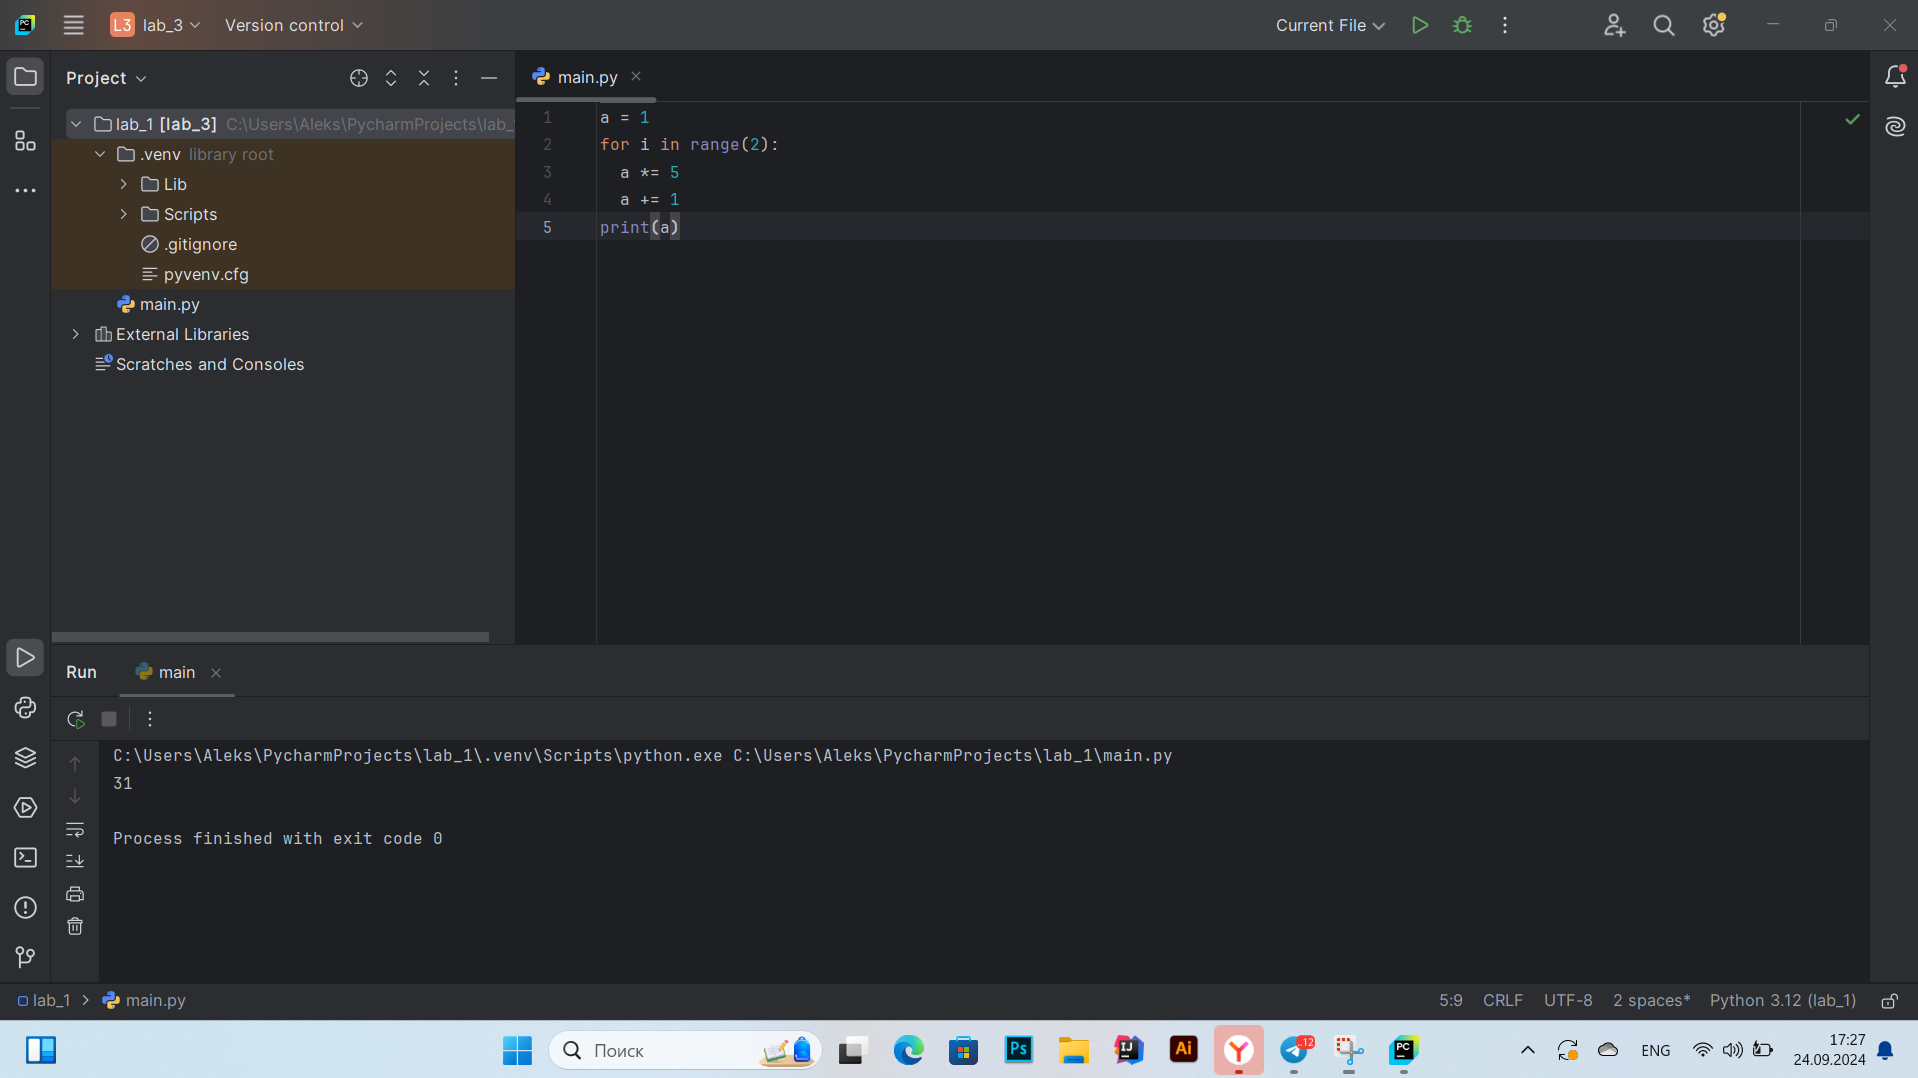 L3 lab_3 Version control Current File
Project
main.py
lab_1 [lab_3] C:\Users\Aleks\PycharmProjects\lab_
.venv library root
Lib
Scripts
.gitignore
pyvenv.cfg
main.py
External Libraries
Scratches and Consoles
1 a = 1
2 for i in range(2):
3   a *= 5
4   a += 1
5 print(a)
Run main
C:\Users\Aleks\PycharmProjects\lab_1\.venv\Scripts\python.exe C:\Users\Aleks\PycharmProjects\lab_1\main.py
31
Process finished with exit code 0
lab_1 > main.py 5:9 CRLF UTF-8 2 spaces* Python 3.12 (lab_1)
Поиск
Ps
IJ
Ai
Y
..12
PC
ENG
17:27
24.09.2024